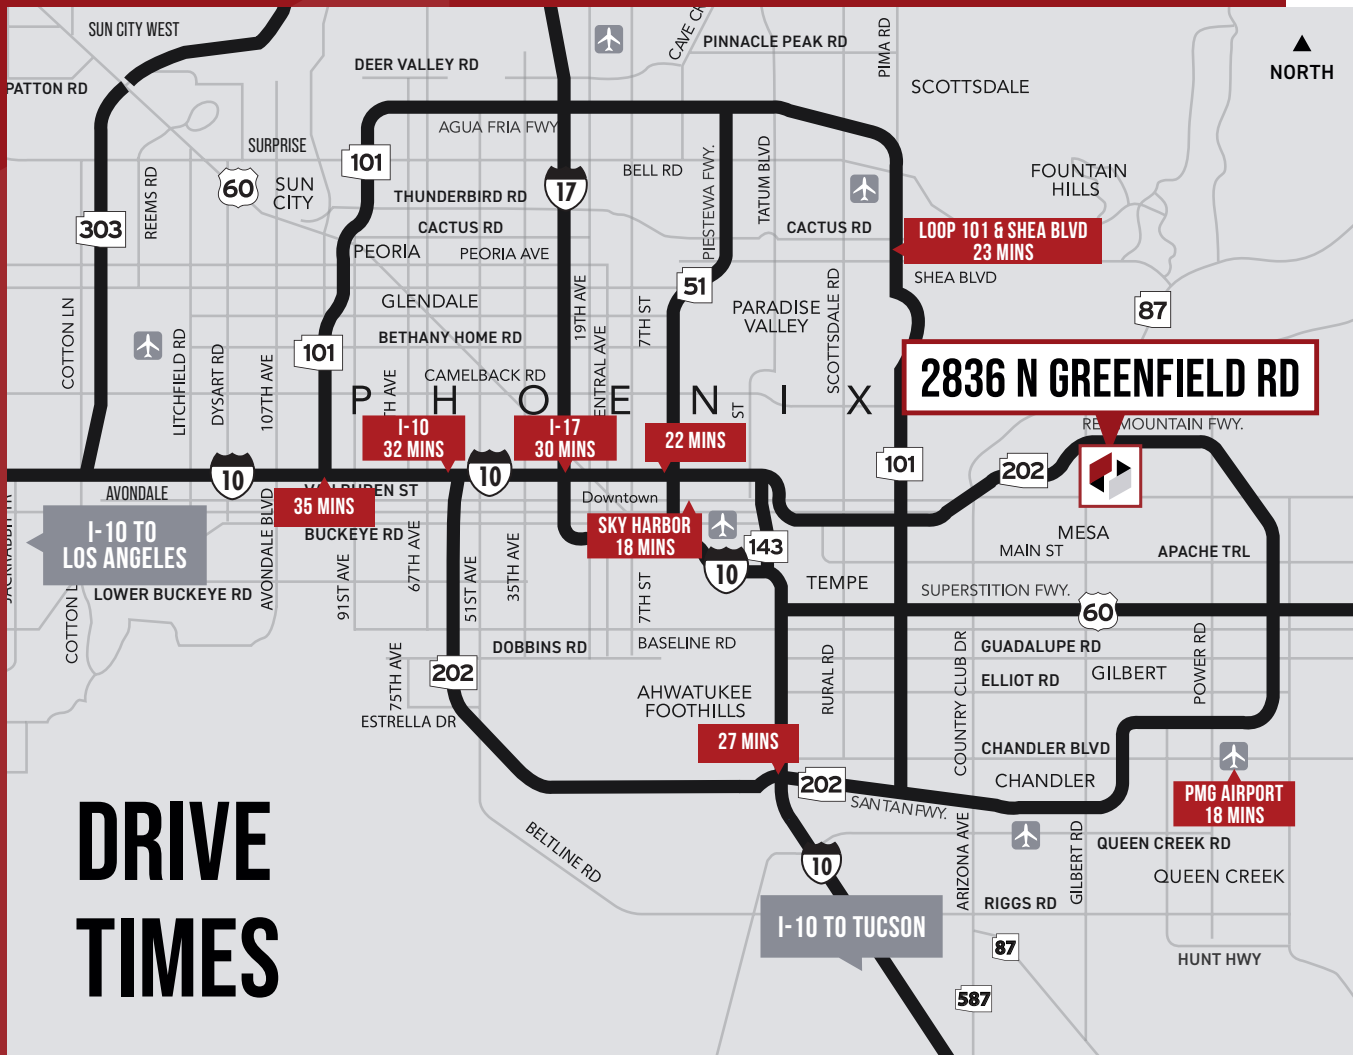 SUN CITY WEST
DEER VALLEY RD
PINNACLE PEAK RD
PIMA RD
NORTH
PATTON RD
SCOTTSDALE
AGUA FRIA FWY
SURPRISE
101
BELL RD
PIESTEWA FWY.
TATUM BLVD
FOUNTAIN
HILLS
REEMS RD
60
SUN
CITY
17
THUNDERBIRD RD
303
CACTUS RD
CACTUS RD
LOOP 101 & SHEA BLVD
23 MINS
PEORIA
PEORIA AVE
SHEA BLVD
51
COTTON LN
GLENDALE
19TH AVE
7TH ST
PARADISE
VALLEY
SCOTTSDALE RD
87
LITCHFIELD RD
DYSART RD
107TH AVE
101
BETHANY HOME RD
CAMELBACK RD
2836 N GREENFIELD RD
PHOENIX
ST
MOUNTAIN FWY.
I-10
32 MINS
I-17
30 MINS
22 MINS
10
10
101
202
AVONDALE
35 MINS
Downtown
I-10 TO
LOS ANGELES
AVONDALE BLVD
BUCKEYE RD
SKY HARBOR
18 MINS
143
MESA
MAIN ST
APACHE TRL
10
LOWER BUCKEYE RD
91ST AVE
67TH AVE
51ST AVE
35TH AVE
7TH ST
TEMPE
SUPERSTITION FWY.
60
DOBBINS RD
BASELINE RD
COUNTRY CLUB DR
GUADALUPE RD
75TH AVE
202
AHWATUKEE
FOOTHILLS
RURAL RD
ELLIOT RD
GILBERT
POWER RD
ESTRELLA DR
27 MINS
CHANDLER BLVD
202
SANTAN FWY.
CHANDLER
PMG AIRPORT
18 MINS
DRIVE
TIMES
BELTLINE RD
10
ARIZONA AVE
GILBERT RD
QUEEN CREEK RD
QUEEN CREEK
I-10 TO TUCSON
RIGGS RD
87
HUNT HWY
587